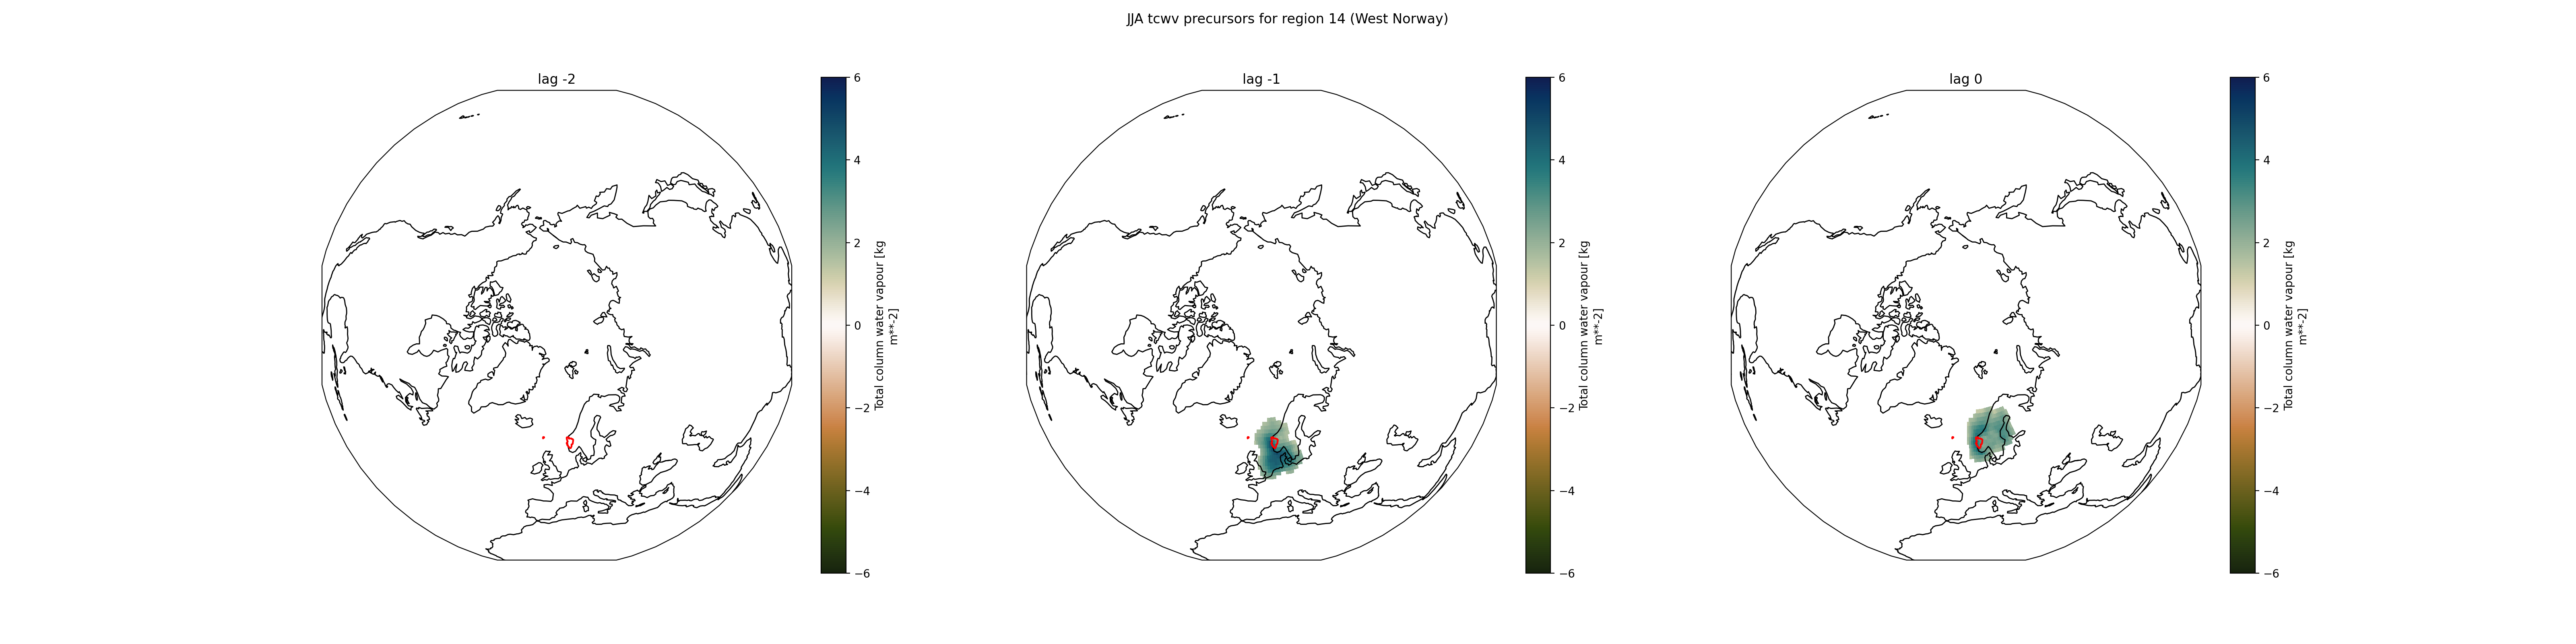 JJA tcwv precursors for region 14 (West Norway)
lag -2
6
4
2
0
−2
−4
−6
Total column water vapour [kg
m**-2]
lag -1
6
4
2
0
−2
−4
−6
Total column water vapour [kg
m**-2]
lag 0
6
4
2
0
−2
−4
−6
Total column water vapour [kg
m**-2]